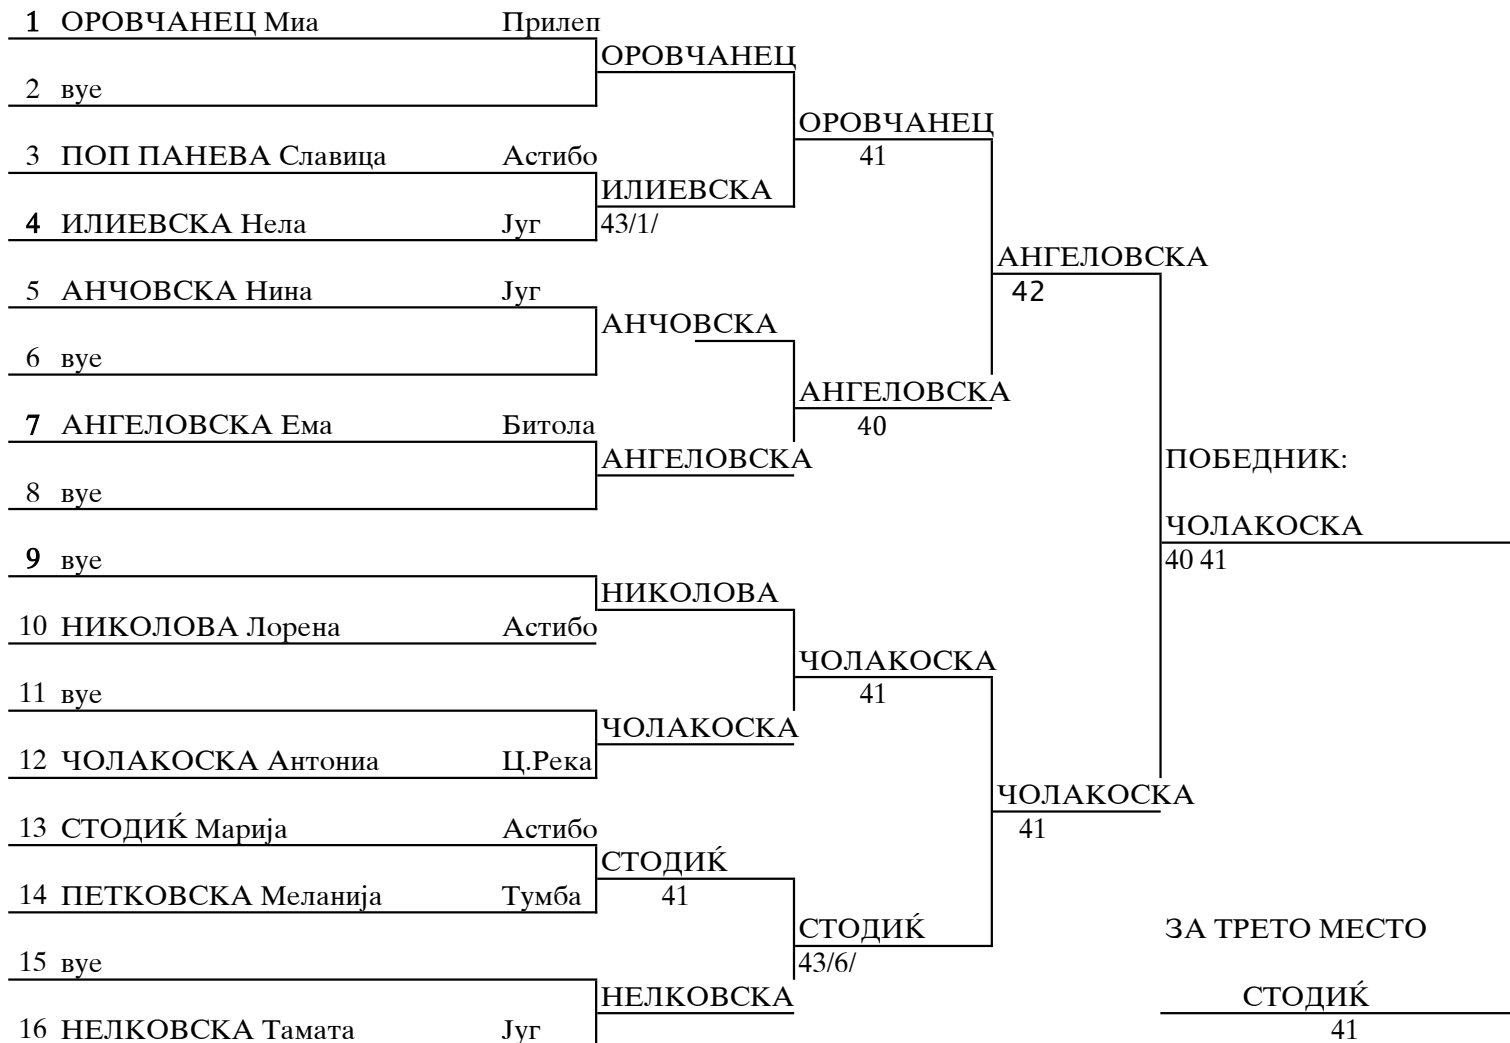 1 ОРОВЧАНЕЦ Миа Прилеп
ОРОВЧАНЕЦ
2 вуе
ОРОВЧАНЕЦ
3 ПОП ПАНЕВА Славица Астибо 41
ИЛИЕВСКА
4 ИЛИЕВСКА Нела Југ 43/1/
АНГЕЛОВСКА
5 АНЧОВСКА Нина Југ 42
АНЧОВСКА
6 вуе
АНГЕЛОВСКА
7 АНГЕЛОВСКА Ема Битола 40
АНГЕЛОВСКА ПОБЕДНИК:
8 вуе
ЧОЛАКОСКА
9 вуе 40 41
НИКОЛОВА
10 НИКОЛОВА Лорена Астибо
ЧОЛАКОСКА
11 вуе 41
ЧОЛАКОСКА
12 ЧОЛАКОСКА Антониа Ц.Река
ЧОЛАКОСКА
13 СТОДИЌ Марија Астибо 41
СТОДИЌ
14 ПЕТКОВСКА Меланија Тумба 41
СТОДИЌ ЗА ТРЕТО МЕСТО
15 вуе 43/6/
НЕЛКОВСКА СТОДИЌ
16 НЕЛКОВСКА Тамата Југ 41